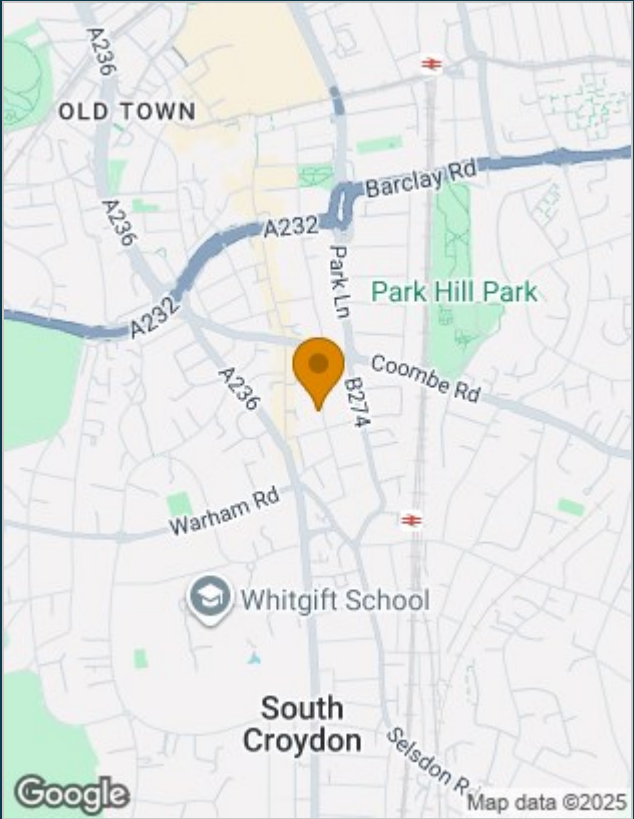 A236
OLD TOWN
Barclay Rd
A236
A232
Park Ln
Park Hill Park
A232
Coombe Rd
A236
B274
Warham Rd
Whitgift School
South
Croydon
Selsdon R
Google
Map data ©2025